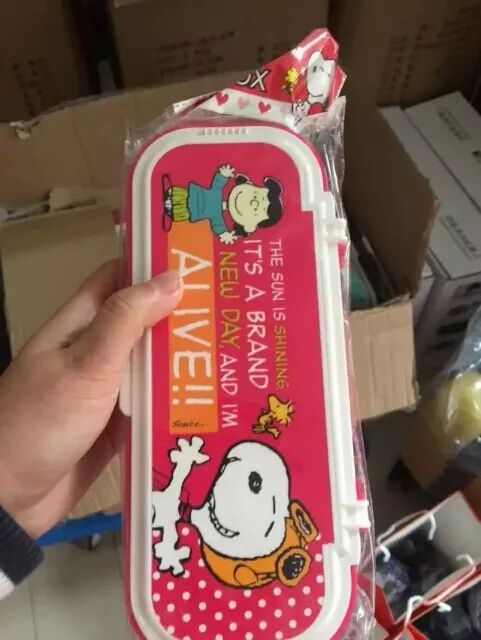 THE SUN IS SHINING,
IT'S A BRAND
NEW DAY, AND I'M
ALIVE!!